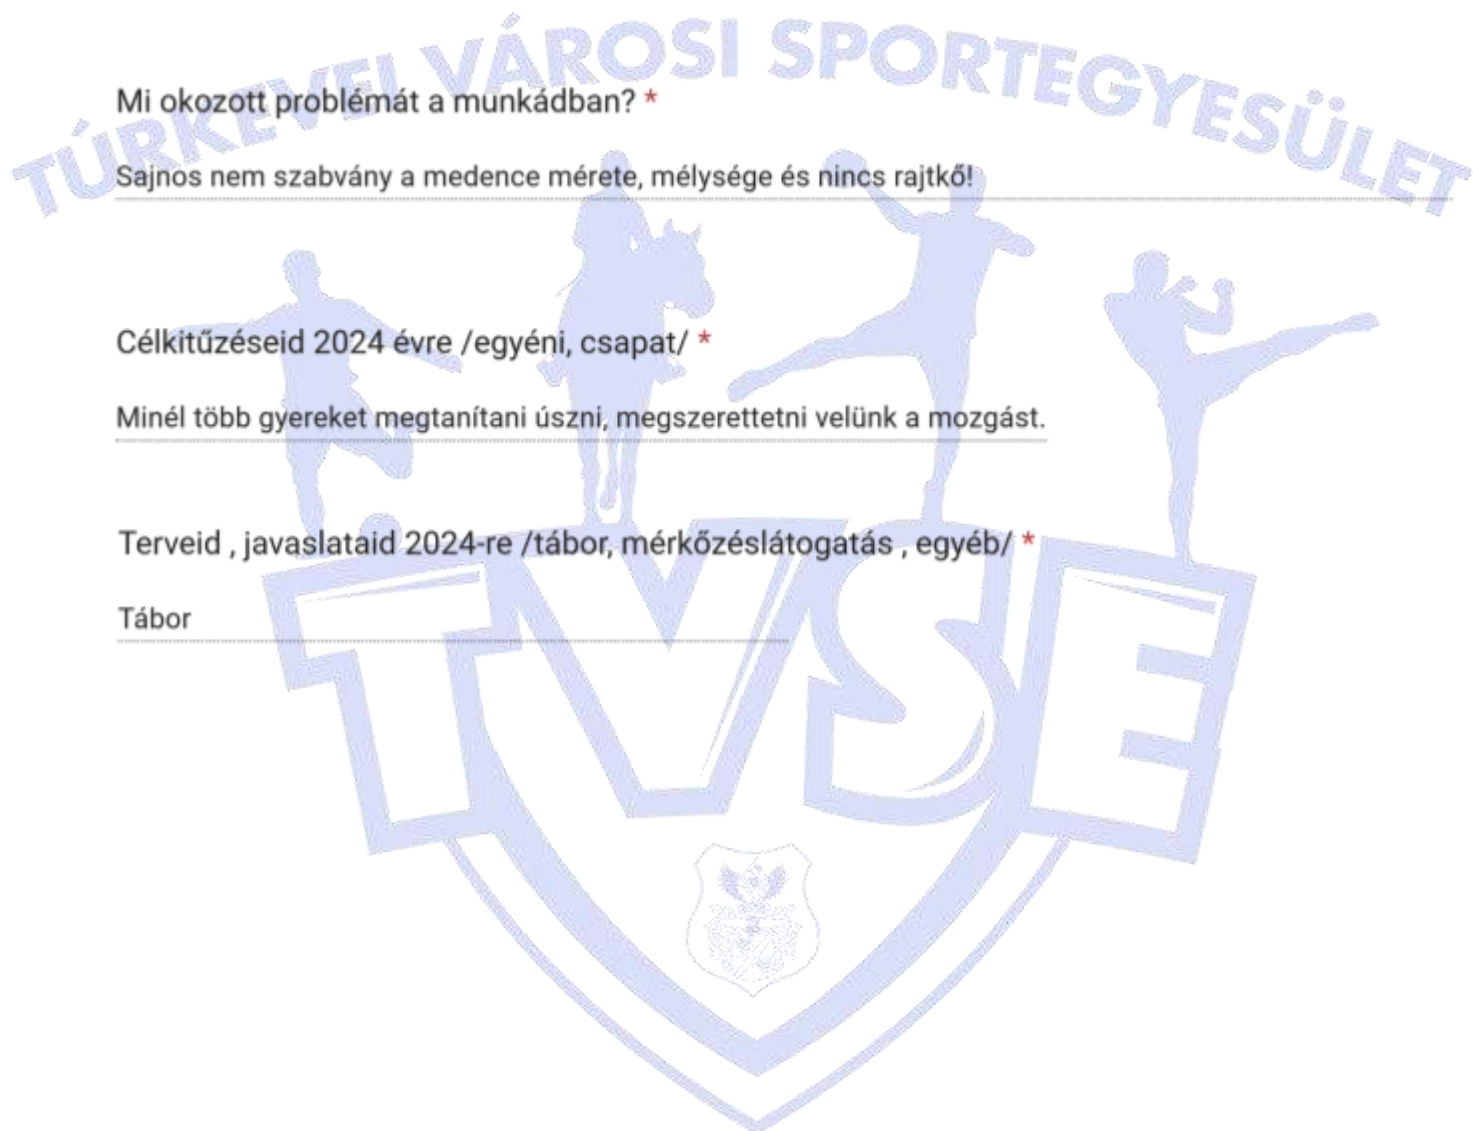 TÚRKEVEI VÁROSI SPORTEGYESÜLET
Mi okozott problémát a munkádban? *
Sajnos nem szabvány a medence mérete, mélysége és nincs rajtkő!
Célkitűzéseid 2024 évre /egyéni, csapat/ *
Minél több gyereket megtanítani úszni, megszerettetni velünk a mozgást.
Terveid , javaslataid 2024-re /tábor, mérkőzéslátogatás , egyéb/ *
Tábor
TVSE